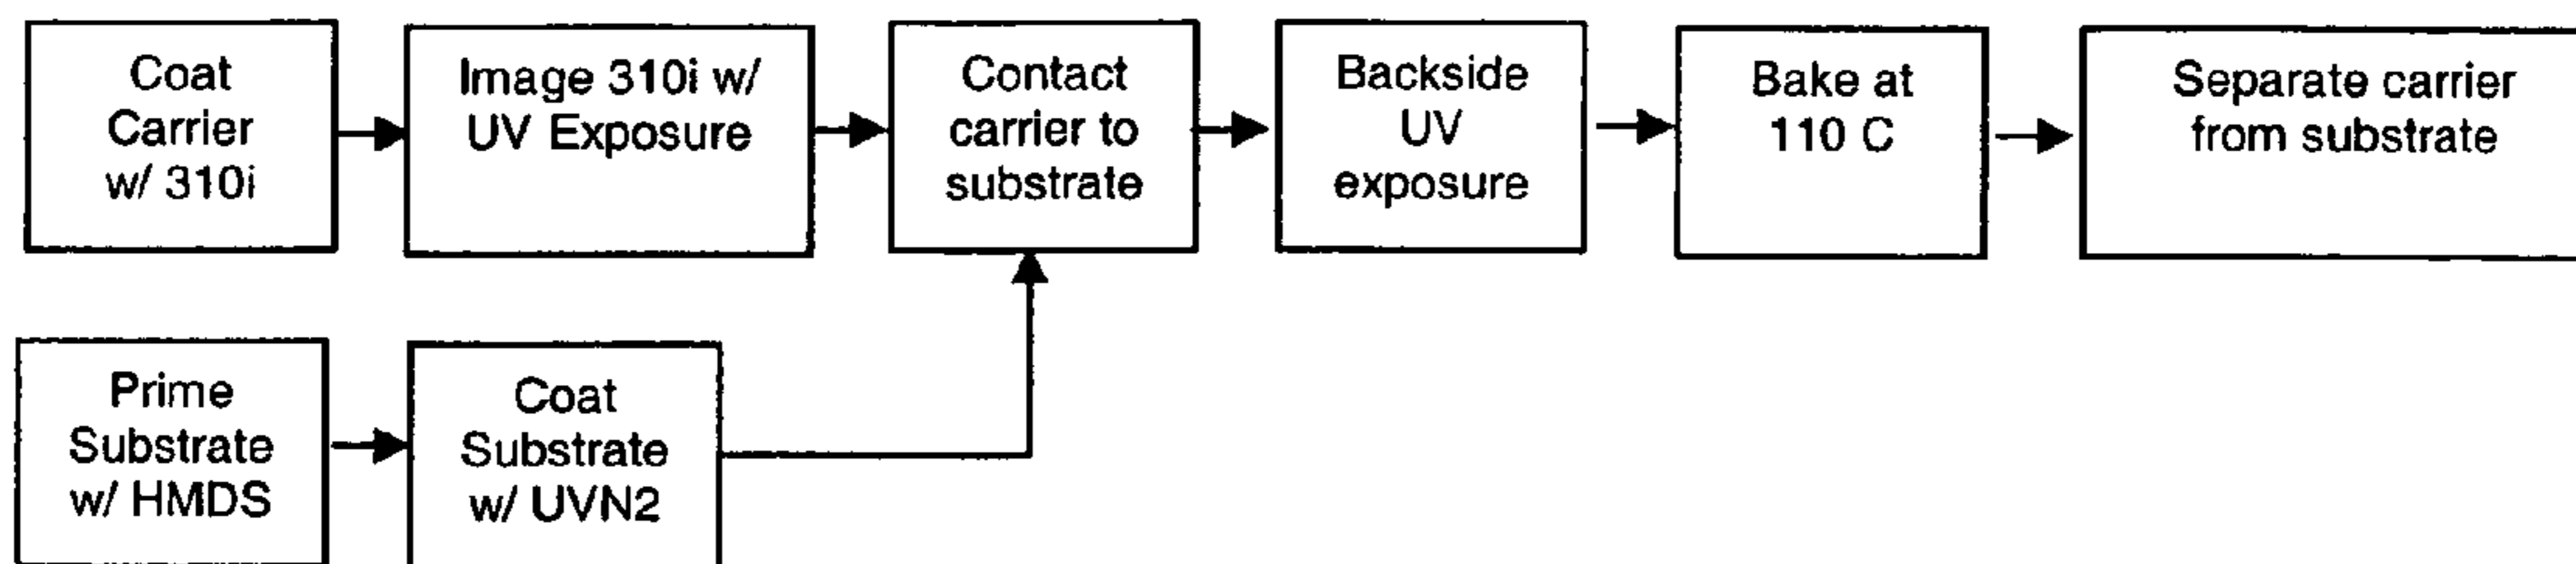 Coat
Carrier
w/ 310i
Image 310i w/
UV Exposure
Contact
carrier to
substrate
Backside
UV
exposure
Bake at
110 C
Separate carrier
from substrate
Prime
Substrate
w/ HMDS
Coat
Substrate
w/ UVN2